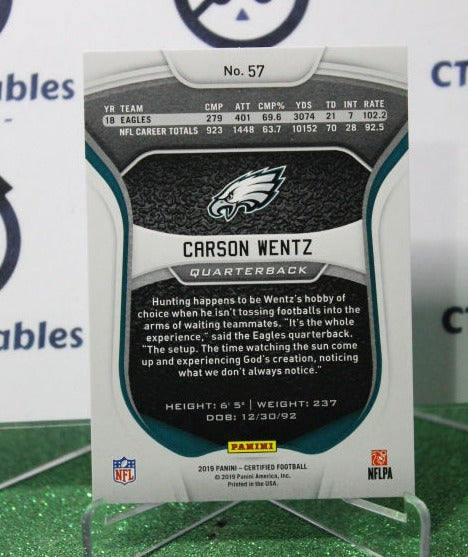 CT
ables
ables
No. 57
YR TEAM CMP ATT CMP% YDS TD INT RATE
18 EAGLES 279 401 69.6 3074 21 7 102.2
NFL CAREER TOTALS 923 1448 63.7 10152 70 28 92.5
CARSON WENTZ
QUARTERBACK
Hunting happens to be Wentz's hobby of
choice when he isn't tossing footballs into the
arms of waiting teammates. "It's the whole
experience," said the Eagles quarterback.
"The setup. The time watching the sun come
up and experiencing God's creation, noticing
what we don't always notice."
HEIGHT: 6' 5" | WEIGHT: 237
DOB: 12/30/92
PANINI
NFL
2019 PANINI – CERTIFIED FOOTBALL
© 2019 Panini America, Inc.
Printed in the USA.
NFLPA
CT